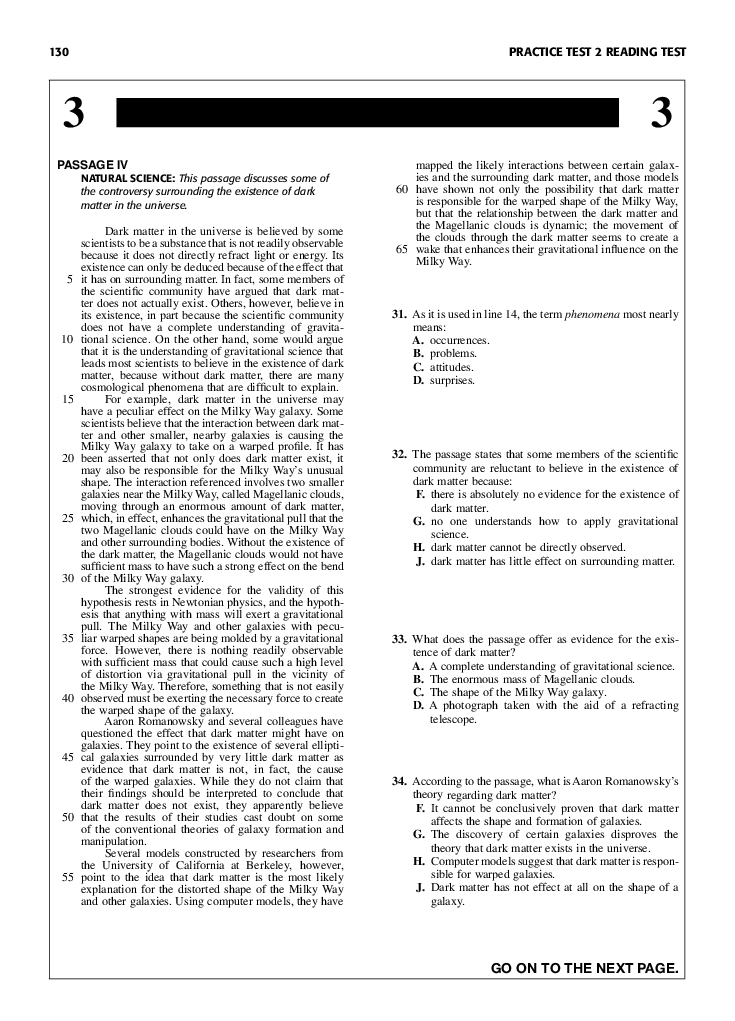 130
PRACTICE TEST 2 READING TEST
3
3
PASSAGE IV
NATURAL SCIENCE: This passage discusses some of
the controversy surrounding the existence of dark
matter in the universe.
Dark matter in the universe is believed by some
scientists to be a substance that is not readily observable
because it does not directly refract light or energy. Its
existence can only be deduced because of the effect that
5 it has on surrounding matter. In fact, some members of
the scientific community have argued that dark mat-
ter does not actually exist. Others, however, believe in
its existence, in part because the scientific community
does not have a complete understanding of gravita-
10 tional science. On the other hand, some would argue
that it is the understanding of gravitational science that
leads most scientists to believe in the existence of dark
matter, because without dark matter, there are many
cosmological phenomena that are difficult to explain.
15 For example, dark matter in the universe may
have a peculiar effect on the Milky Way galaxy. Some
scientists believe that the interaction between dark mat-
ter and other smaller, nearby galaxies is causing the
Milky Way galaxy to take on a warped profile. It has
20 been asserted that not only does dark matter exist, it
may also be responsible for the Milky Way's unusual
shape. The interaction referenced involves two smaller
galaxies near the Milky Way, called Magellanic clouds,
moving through an enormous amount of dark matter,
25 which, in effect, enhances the gravitational pull that the
two Magellanic clouds could have on the Milky Way
and other surrounding bodies. Without the existence of
the dark matter, the Magellanic clouds would not have
sufficient mass to have such a strong effect on the bend
30 of the Milky Way galaxy.
The strongest evidence for the validity of this
hypothesis rests in Newtonian physics, and the hypoth-
esis that anything with mass will exert a gravitational
pull. The Milky Way and other galaxies with pecu-
35 liar warped shapes are being molded by a gravitational
force. However, there is nothing readily observable
with sufficient mass that could cause such a high level
of distortion via gravitational pull in the vicinity of
the Milky Way. Therefore, something that is not easily
40 observed must be exerting the necessary force to create
the warped shape of the galaxy.
Aaron Romanowsky and several colleagues have
questioned the effect that dark matter might have on
galaxies. They point to the existence of several ellipti-
45 cal galaxies surrounded by very little dark matter as
evidence that dark matter is not, in fact, the cause
of the warped galaxies. While they do not claim that
their findings should be interpreted to conclude that
dark matter does not exist, they apparently believe
50 that the results of their studies cast doubt on some
of the conventional theories of galaxy formation and
manipulation.
Several models constructed by researchers from
the University of California at Berkeley, however,
55 point to the idea that dark matter is the most likely
explanation for the distorted shape of the Milky Way
and other galaxies. Using computer models, they have
mapped the likely interactions between certain galax-
ies and the surrounding dark matter, and those models
60 have shown not only the possibility that dark matter
is responsible for the warped shape of the Milky Way,
but that the relationship between the dark matter and
the Magellanic clouds is dynamic; the movement of
the clouds through the dark matter seems to create a
65 wake that enhances their gravitational influence on the
Milky Way.
31. As it is used in line 14, the term phenomena most nearly
means:
A. occurrences.
B. problems.
C. attitudes.
D. surprises.
32. The passage states that some members of the scientific
community are reluctant to believe in the existence of
dark matter because:
F. there is absolutely no evidence for the existence of
dark matter.
G. no one understands how to apply gravitational
science.
H. dark matter cannot be directly observed.
J. dark matter has little effect on surrounding matter.
33. What does the passage offer as evidence for the exis-
tence of dark matter?
A. A complete understanding of gravitational science.
B. The enormous mass of Magellanic clouds.
C. The shape of the Milky Way galaxy.
D. A photograph taken with the aid of a refracting
telescope.
34. According to the passage, what is Aaron Romanowsky's
theory regarding dark matter?
F. It cannot be conclusively proven that dark matter
affects the shape and formation of galaxies.
G. The discovery of certain galaxies disproves the
theory that dark matter exists in the universe.
H. Computer models suggest that dark matter is respon-
sible for warped galaxies.
J. Dark matter has not effect at all on the shape of a
galaxy.
GO ON TO THE NEXT PAGE.